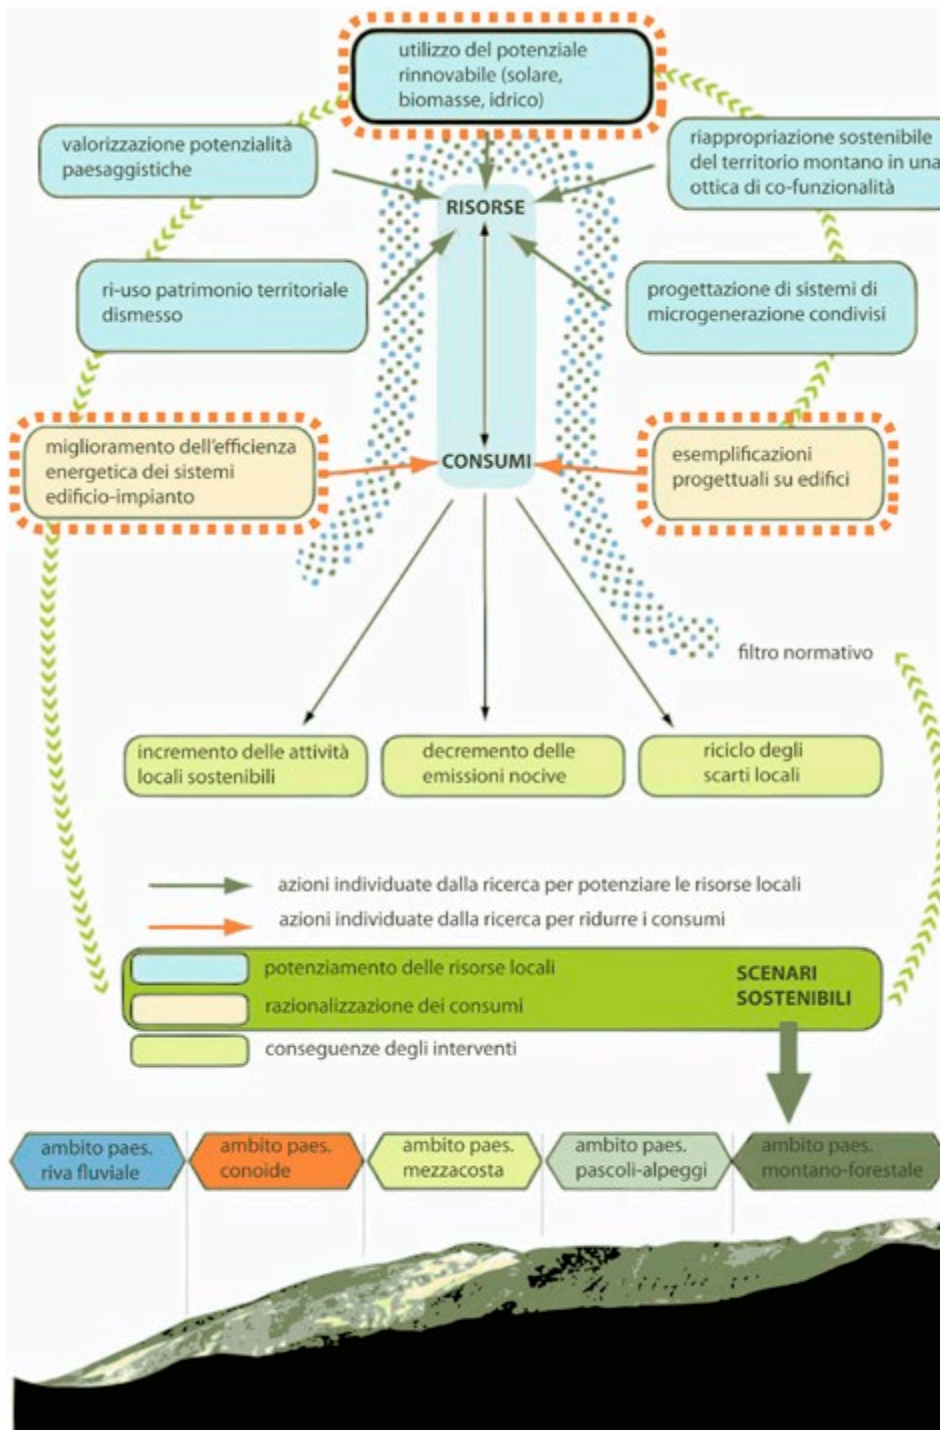 utilizzo del potenziale
rinnovabile (solare,
biomasse, idrico)
valorizzazione potenzialità
paesaggistiche
riappropriazione sostenibile
del territorio montano in una
ottica di co-funzionalità
RISORSE
ri-uso patrimonio territoriale
dismesso
progettazione di sistemi di
microgenerazione condivisi
miglioramento dell'efficienza
energetica dei sistemi
edificio-impianto
CONSUMI
esemplificazioni
progettuali su edifici
filtro normativo
incremento delle attività
locali sostenibili
decremento delle
emissioni nocive
riciclo degli
scarti locali
azioni individuate dalla ricerca per potenziare le risorse locali
azioni individuate dalla ricerca per ridurre i consumi
potenziamento delle risorse locali
razionalizzazione dei consumi
SCENARI
SOSTENIBILI
conseguenze degli interventi
ambito paes.
riva fluviale
ambito paes.
conoide
ambito paes.
mezzacosta
ambito paes.
pascoli-alpeggi
ambito paes.
montano-forestale